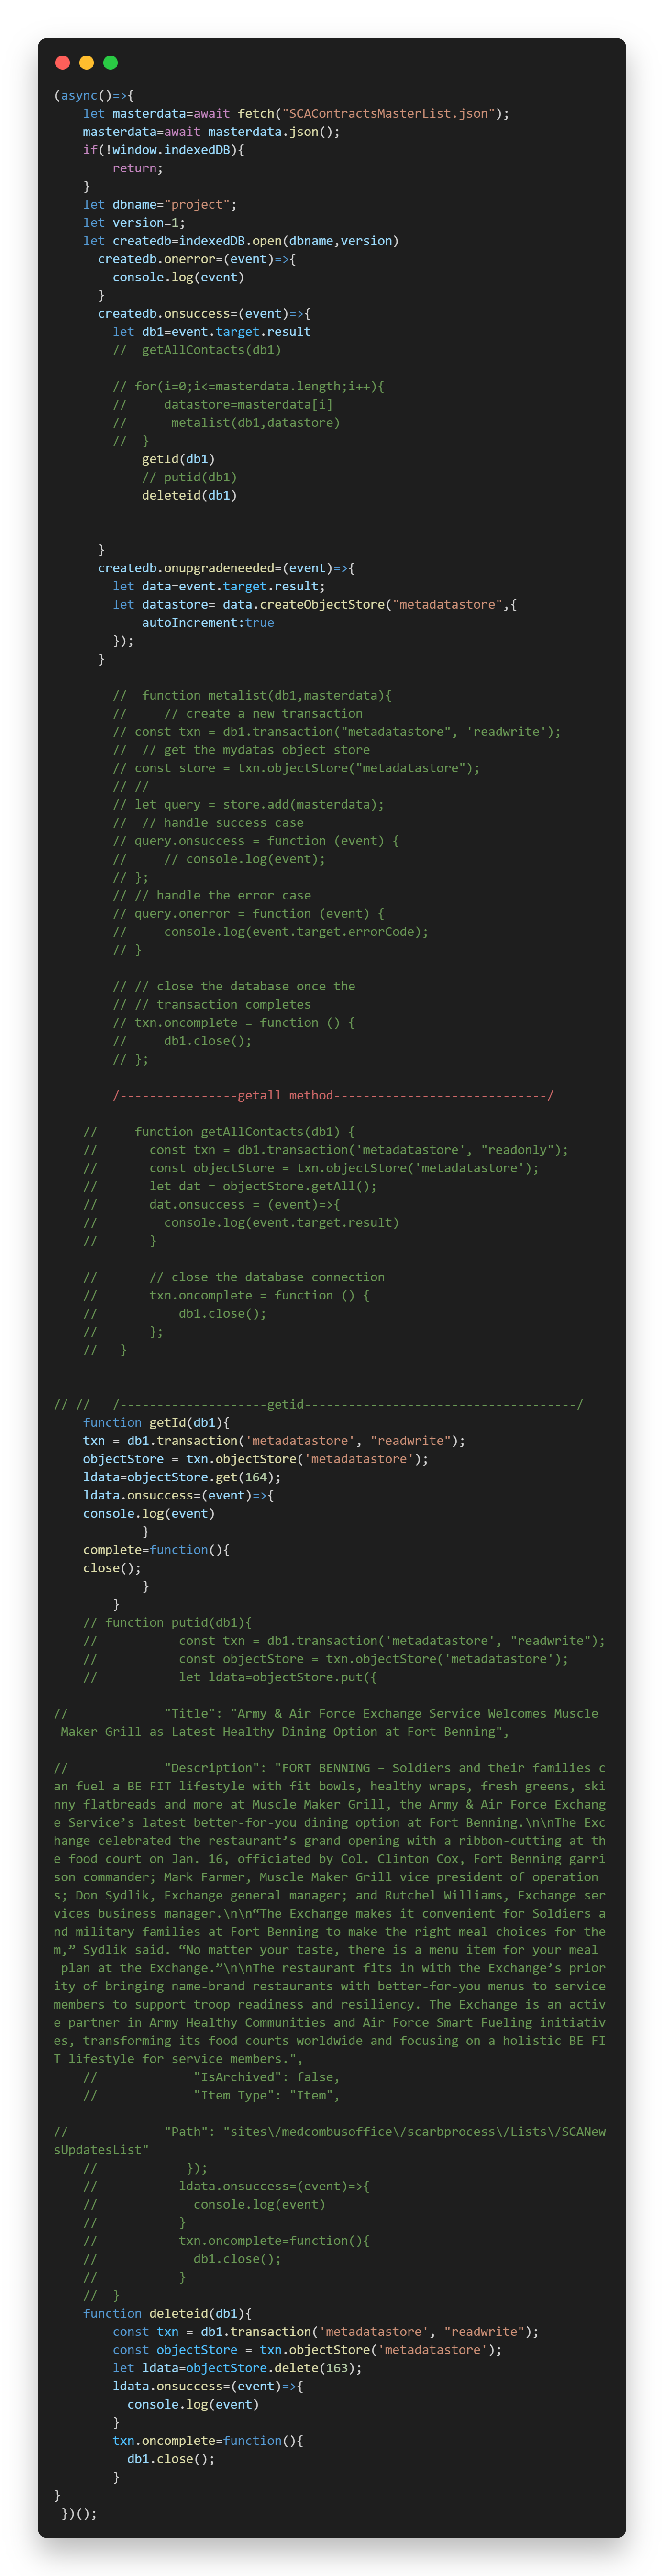 (async()=>{
    let masterdata=await fetch("SCAContractsMasterList.json");
    masterdata=await masterdata.json();
    if(!window.indexedDB){
        return;
    }
    let dbname="project";
    let version=1;
    let createdb=indexedDB.open(dbname,version)
      createdb.onerror=(event)=>{
        console.log(event)
      }
      createdb.onsuccess=(event)=>{
        let db1=event.target.result
        //  getAllContacts(db1)

        // for(i=0;i<=masterdata.length;i++){
        //     datastore=masterdata[i]
        //      metalist(db1,datastore)
        //  }
            getId(db1)
            // putid(db1)
            deleteid(db1)


      }
      createdb.onupgradeneeded=(event)=>{
        let data=event.target.result;
        let datastore= data.createObjectStore("metadatastore",{
            autoIncrement:true
        });
      }

        //  function metalist(db1,masterdata){
        //     // create a new transaction
        // const txn = db1.transaction("metadatastore", 'readwrite');
        //  // get the mydatas object store
        // const store = txn.objectStore("metadatastore");
        // //
        // let query = store.add(masterdata);
        //  // handle success case
        // query.onsuccess = function (event) {
        //     // console.log(event);
        // };
        // // handle the error case
        // query.onerror = function (event) {
        //     console.log(event.target.errorCode);
        // }

        // // close the database once the
        // // transaction completes
        // txn.oncomplete = function () {
        //     db1.close();
        // };

        /----------------getall method-----------------------------/

    //     function getAllContacts(db1) {
    //       const txn = db1.transaction('metadatastore', "readonly");
    //       const objectStore = txn.objectStore('metadatastore');
    //       let dat = objectStore.getAll();
    //       dat.onsuccess = (event)=>{
    //         console.log(event.target.result)
    //       }

    //       // close the database connection
    //       txn.oncomplete = function () {
    //           db1.close();
    //       };
    //   }


// //   /--------------------getid-------------------------------------/
    function getId(db1){
    txn = db1.transaction('metadatastore', "readwrite");
    objectStore = txn.objectStore('metadatastore');
    ldata=objectStore.get(164);
    ldata.onsuccess=(event)=>{
    console.log(event)
            }
    complete=function(){
    close();
            }
        }
    // function putid(db1){
    //           const txn = db1.transaction('metadatastore', "readwrite");
    //           const objectStore = txn.objectStore('metadatastore');
    //           let ldata=objectStore.put({

//             "Title": "Army & Air Force Exchange Service Welcomes Muscle
 Maker Grill as Latest Healthy Dining Option at Fort Benning",

//             "Description": "FORT BENNING – Soldiers and their families c
an fuel a BE FIT lifestyle with fit bowls, healthy wraps, fresh greens, ski
nny flatbreads and more at Muscle Maker Grill, the Army & Air Force Exchang
e Service’s latest better-for-you dining option at Fort Benning.\n\nThe Exc
hange celebrated the restaurant’s grand opening with a ribbon-cutting at th
e food court on Jan. 16, officiated by Col. Clinton Cox, Fort Benning garri
son commander; Mark Farmer, Muscle Maker Grill vice president of operation
s; Don Sydlik, Exchange general manager; and Rutchel Williams, Exchange ser
vices business manager.\n\n“The Exchange makes it convenient for Soldiers a
nd military families at Fort Benning to make the right meal choices for the
m,” Sydlik said. “No matter your taste, there is a menu item for your meal
 plan at the Exchange.”\n\nThe restaurant fits in with the Exchange’s prior
ity of bringing name-brand restaurants with better-for-you menus to service
members to support troop readiness and resiliency. The Exchange is an activ
e partner in Army Healthy Communities and Air Force Smart Fueling initiativ
es, transforming its food courts worldwide and focusing on a holistic BE FI
T lifestyle for service members.",
    //             "IsArchived": false,
    //             "Item Type": "Item",

//             "Path": "sites\/medcombusoffice\/scarbprocess\/Lists\/SCANew
sUpdatesList"
    //            });
    //           ldata.onsuccess=(event)=>{
    //             console.log(event)
    //           }
    //           txn.oncomplete=function(){
    //             db1.close();
    //           }
    //  }
    function deleteid(db1){
        const txn = db1.transaction('metadatastore', "readwrite");
        const objectStore = txn.objectStore('metadatastore');
        let ldata=objectStore.delete(163);
        ldata.onsuccess=(event)=>{
          console.log(event)
        }
        txn.oncomplete=function(){
          db1.close();
        }
}
 })();